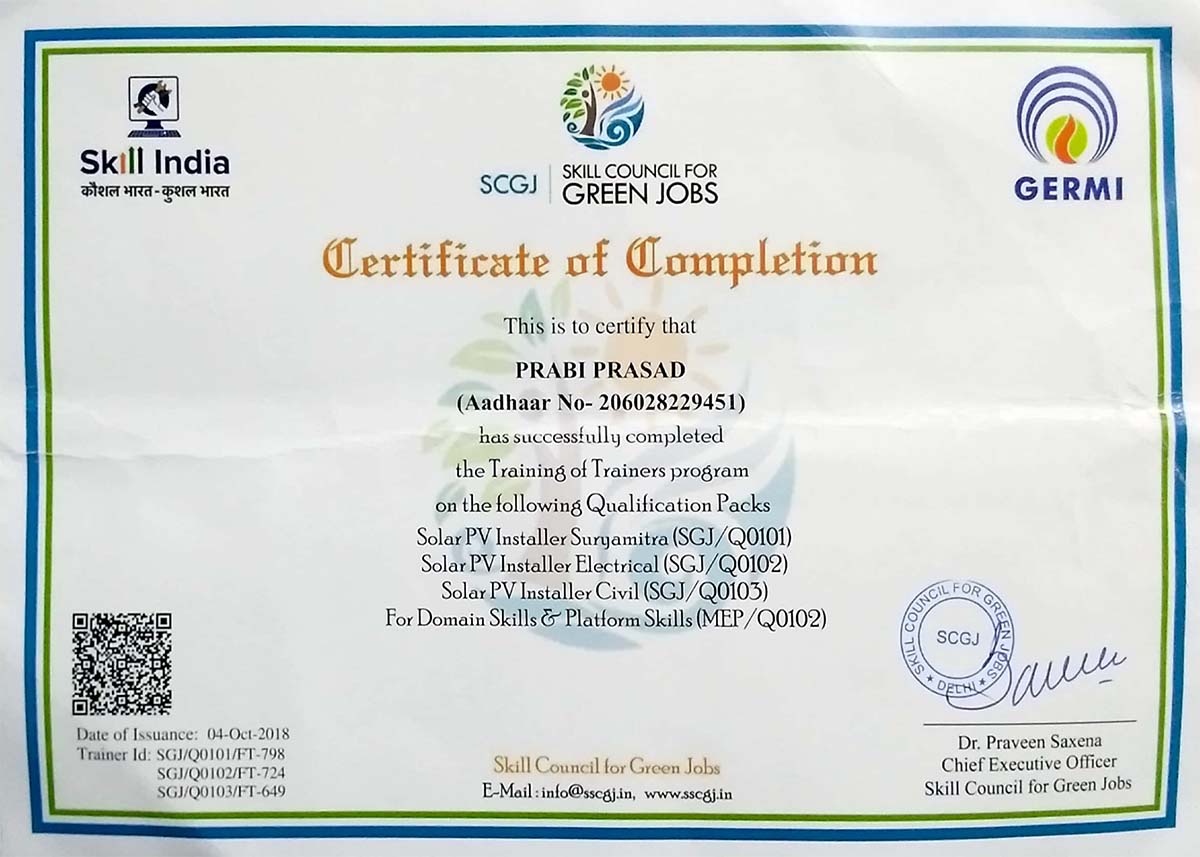 Skill India
कौशल भारत - कुशल भारत
SCGJ
SKILL COUNCIL FOR
GREEN JOBS
GERMI
Certificate of Completion
This is to certify that
PRABI PRASAD
(Aadhaar No- 206028229451)
has successfully completed
the Training of Trainers program
on the following Qualification Packs
Solar PV Installer Suryamitra (SGJ/Q0101)
Solar PV Installer Electrical (SGJ/Q0102)
Solar PV Installer Civil (SGJ/Q0103)
For Domain Skills & Platform Skills (MEP/Q0102)
SKILL COUNCIL FOR GREEN JOBS
SCGJ
★ DELHI ★
Date of Issuance: 04-Oct-2018
Trainer Id: SGJ/Q0101/FT-798
SGJ/Q0102/FT-724
SGJ/Q0103/FT-649
Skill Council for Green Jobs
E-Mail : info@sscgj.in, www.sscgj.in
Dr. Praveen Saxena
Chief Executive Officer
Skill Council for Green Jobs